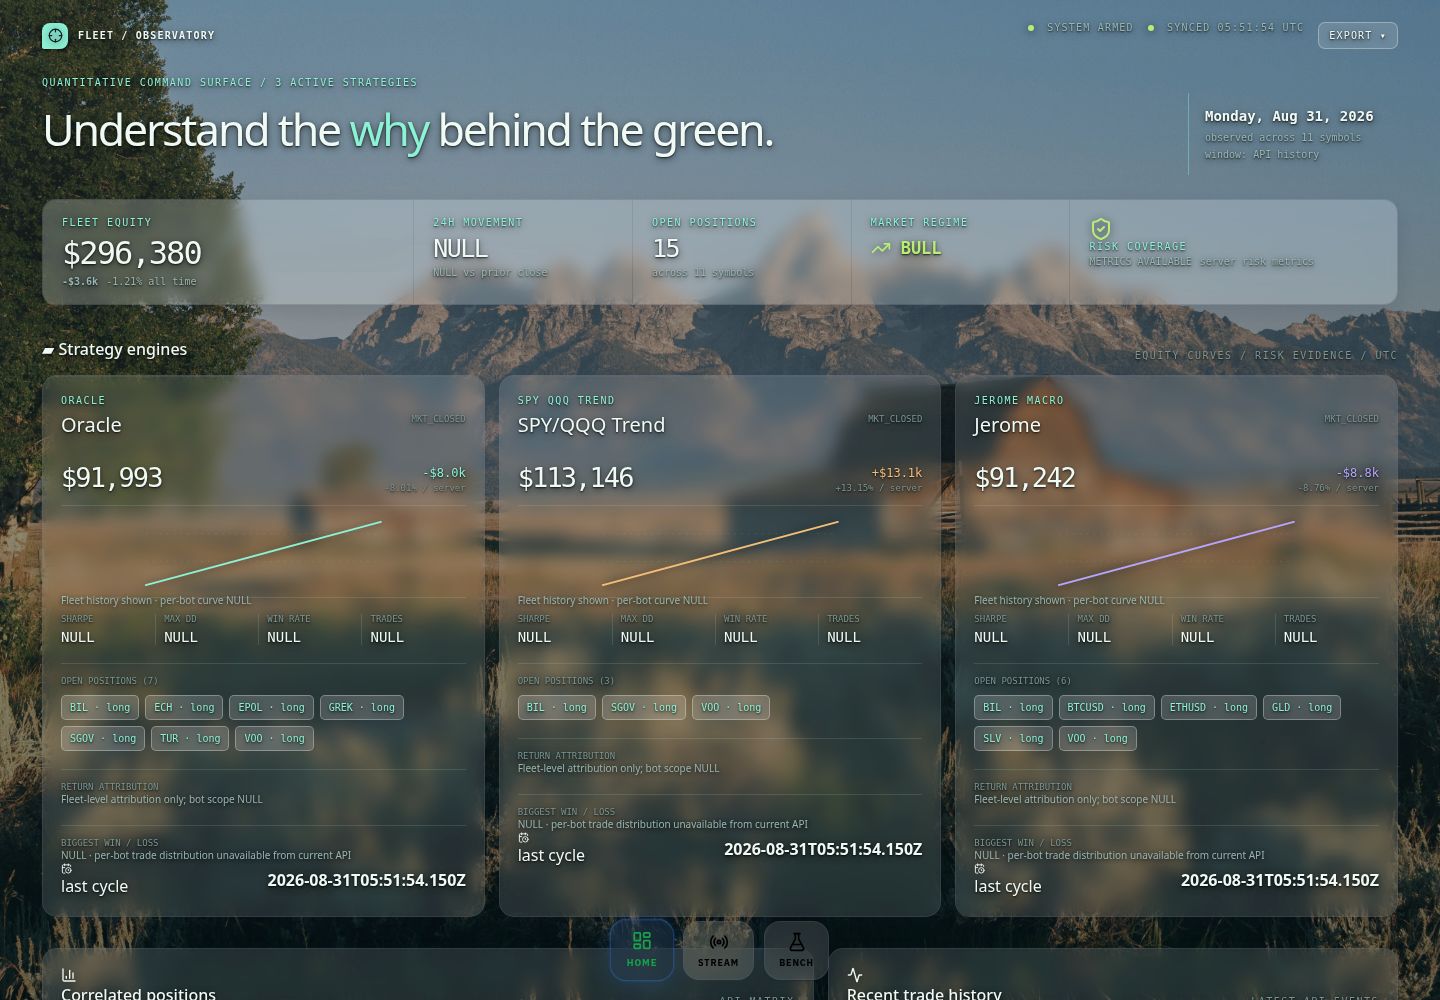 FLEET / OBSERVATORY
SYSTEM ARMED
SYNCED 05:51:54 UTC
EXPORT ▾
QUANTITATIVE COMMAND SURFACE / 3 ACTIVE STRATEGIES
Understand the why behind the green.
Monday, Aug 31, 2026
observed across 11 symbols
window: API history
FLEET EQUITY
$296,380
-$3.6k -1.21% all time
24H MOVEMENT
NULL
NULL vs prior close
OPEN POSITIONS
15
across 11 symbols
MARKET REGIME
BULL
RISK COVERAGE
METRICS AVAILABLE server risk metrics
▰ Strategy engines
EQUITY CURVES / RISK EVIDENCE / UTC
ORACLE
Oracle
MKT_CLOSED
$91,993
-$8.0k
-8.01% / server
Fleet history shown · per-bot curve NULL
SHARPE
NULL
MAX DD
NULL
WIN RATE
NULL
TRADES
NULL
OPEN POSITIONS (7)
BIL · long
ECH · long
EPOL · long
GREK · long
SGOV · long
TUR · long
VOO · long
RETURN ATTRIBUTION
Fleet-level attribution only; bot scope NULL
BIGGEST WIN / LOSS
NULL · per-bot trade distribution unavailable from current API
last cycle
2026-08-31T05:51:54.150Z
SPY QQQ TREND
SPY/QQQ Trend
MKT_CLOSED
$113,146
+$13.1k
+13.15% / server
Fleet history shown · per-bot curve NULL
SHARPE
NULL
MAX DD
NULL
WIN RATE
NULL
TRADES
NULL
OPEN POSITIONS (3)
BIL · long
SGOV · long
VOO · long
RETURN ATTRIBUTION
Fleet-level attribution only; bot scope NULL
BIGGEST WIN / LOSS
NULL · per-bot trade distribution unavailable from current API
last cycle
2026-08-31T05:51:54.150Z
JEROME MACRO
Jerome
MKT_CLOSED
$91,242
-$8.8k
-8.76% / server
Fleet history shown · per-bot curve NULL
SHARPE
NULL
MAX DD
NULL
WIN RATE
NULL
TRADES
NULL
OPEN POSITIONS (6)
BIL · long
BTCUSD · long
ETHUSD · long
GLD · long
SLV · long
VOO · long
RETURN ATTRIBUTION
Fleet-level attribution only; bot scope NULL
BIGGEST WIN / LOSS
NULL · per-bot trade distribution unavailable from current API
last cycle
2026-08-31T05:51:54.150Z
HOME
STREAM
BENCH
Correlated positions
API MATRIX
Recent trade history
LATEST API EVENTS